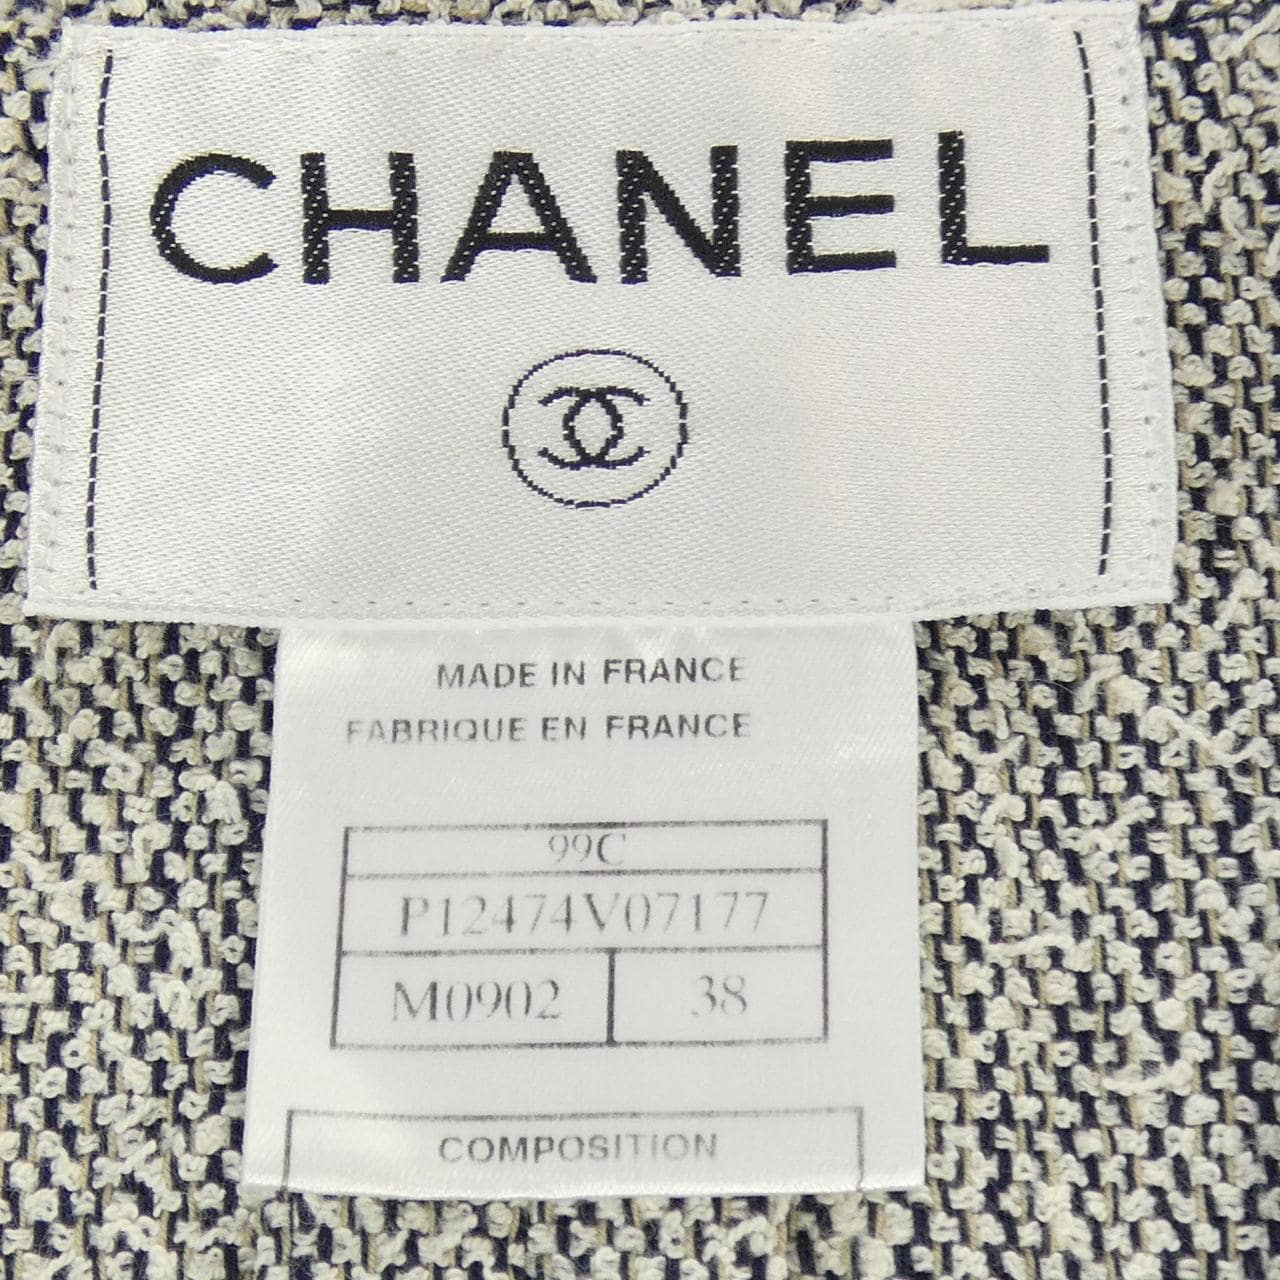 CHANEL
MADE IN FRANCE
FABRIQUE EN FRANCE
99C
P12474V07177
M0902 38
COMPOSITION